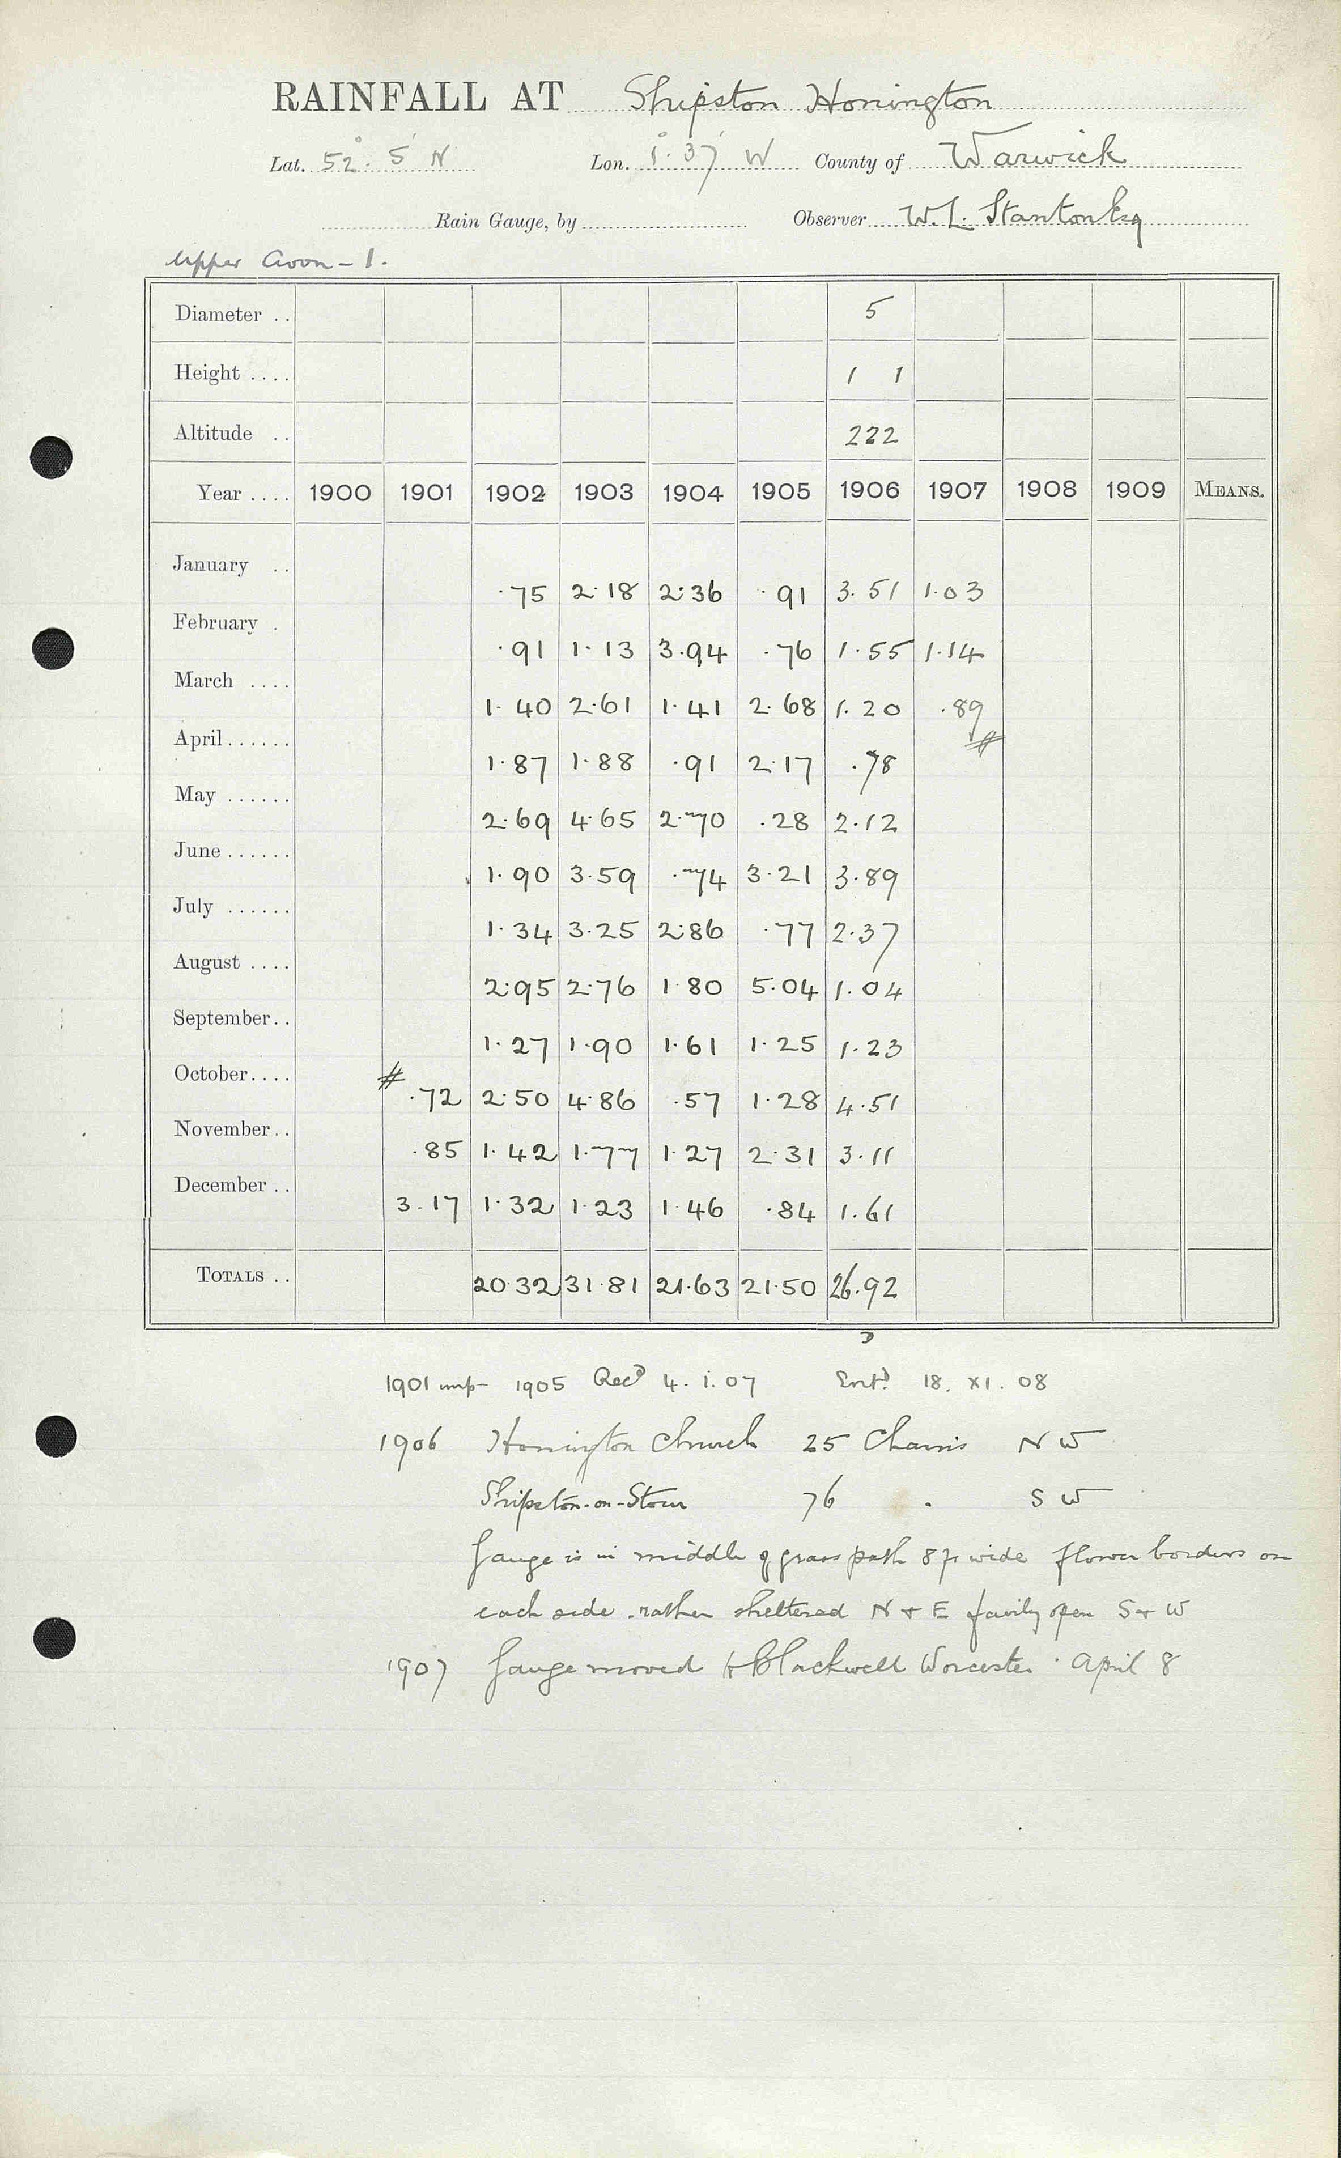 RAINFALL AT Shipston Honington
Lat. 52° 5' N Lon. 1° 37' W County of Warwick
Rain Gauge, by Observer W. L. Stanton Esq
Upper Avon - 1.
Diameter .. 5
Height .... 1 1
Altitude .. 222
Year .... 1900 1901 1902 1903 1904 1905 1906 1907 1908 1909 MEANS.
January .. .75 2.18 2.36 .91 3.51 1.03
February . .91 1.13 3.94 .76 1.55 1.14
March .... 1.40 2.61 1.41 2.68 1.20 .89
April ...... 1.87 1.88 .91 2.17 .78 #
May ...... 2.69 4.65 2.70 .28 2.12
June ...... 1.90 3.59 .74 3.21 3.89
July ...... 1.34 3.25 2.86 .77 2.37
August .... 2.95 2.76 1.80 5.04 1.04
September .. 1.27 1.90 1.61 1.25 1.23
October .... # .72 2.50 4.86 .57 1.28 4.51
November .. .85 1.42 1.77 1.27 2.31 3.11
December .. 3.17 1.32 1.23 1.46 .84 1.61
TOTALS .. 20.32 31.81 21.63 21.50 26.92
1901 1905 Recd 4.1.07 Entd 18.XI.08
1906 Honington Church 25 Chains N W
Shipston-on-Stour 76 " S W
Gauge is in middle of grass path 8 ft wide flower borders on
each side . rather sheltered N + E fairly open S + W
1907 Gauge moved to Blackwell Worcester . April 8